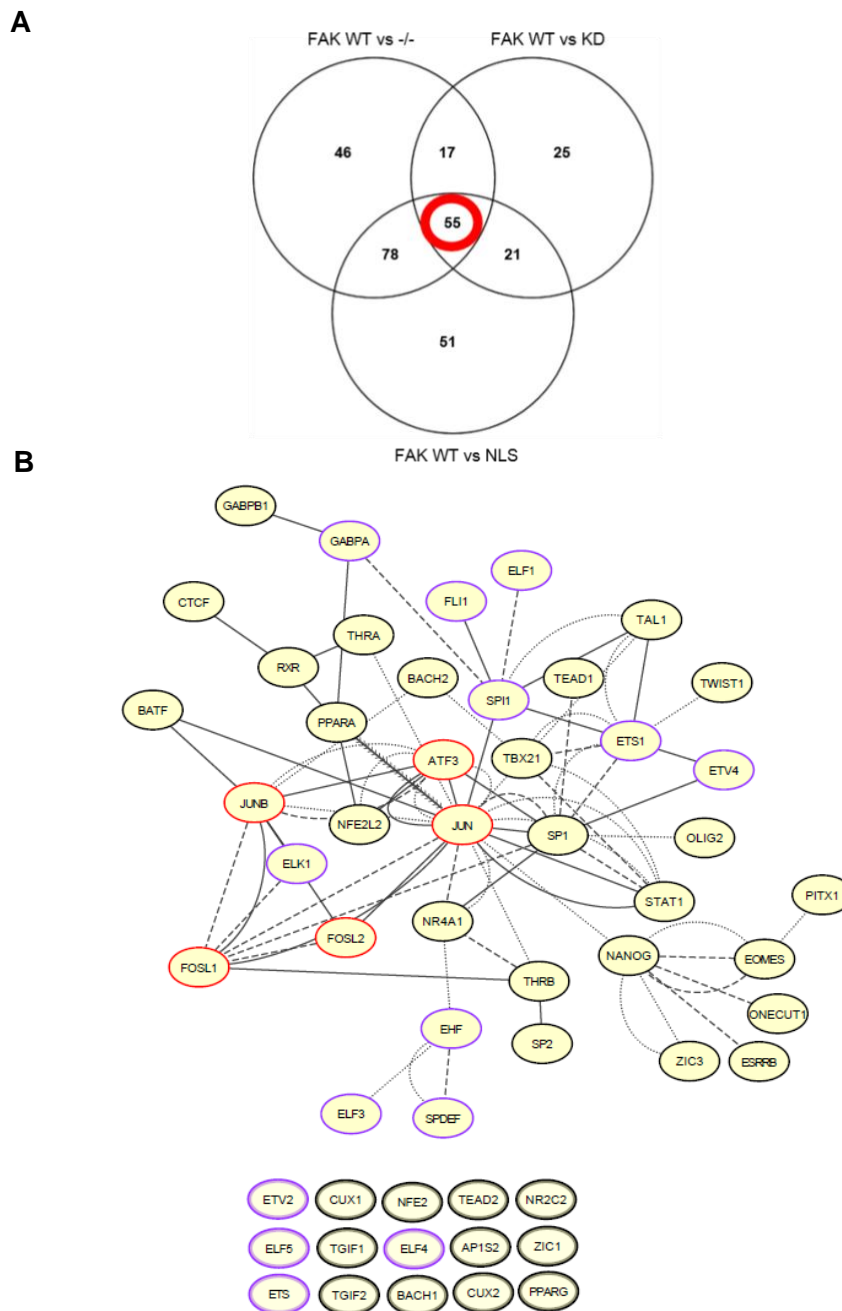 A
FAK WT vs -/- FAK WT vs KD
46 17 25
55
78 21
51
FAK WT vs NLS
B
GABPB1
GABPA
ELF1
FLI1
CTCF
TAL1
THRA
RXR
BACH2
TEAD1
TWIST1
SPI1
BATF
PPARA
ETS1
TBX21
ATF3
ETV4
JUNB
NFE2L2
JUN
SP1
OLIG2
ELK1
STAT1
PITX1
NR4A1
FOSL2
NANOG
EOMES
FOSL1
THRB
ONECUT1
EHF
SP2
ZIC3
ESRRB
ELF3
SPDEF
ETV2 CUX1 NFE2 TEAD2 NR2C2
ELF5 TGIF1 ELF4 AP1S2 ZIC1
ETS TGIF2 BACH1 CUX2 PPARG